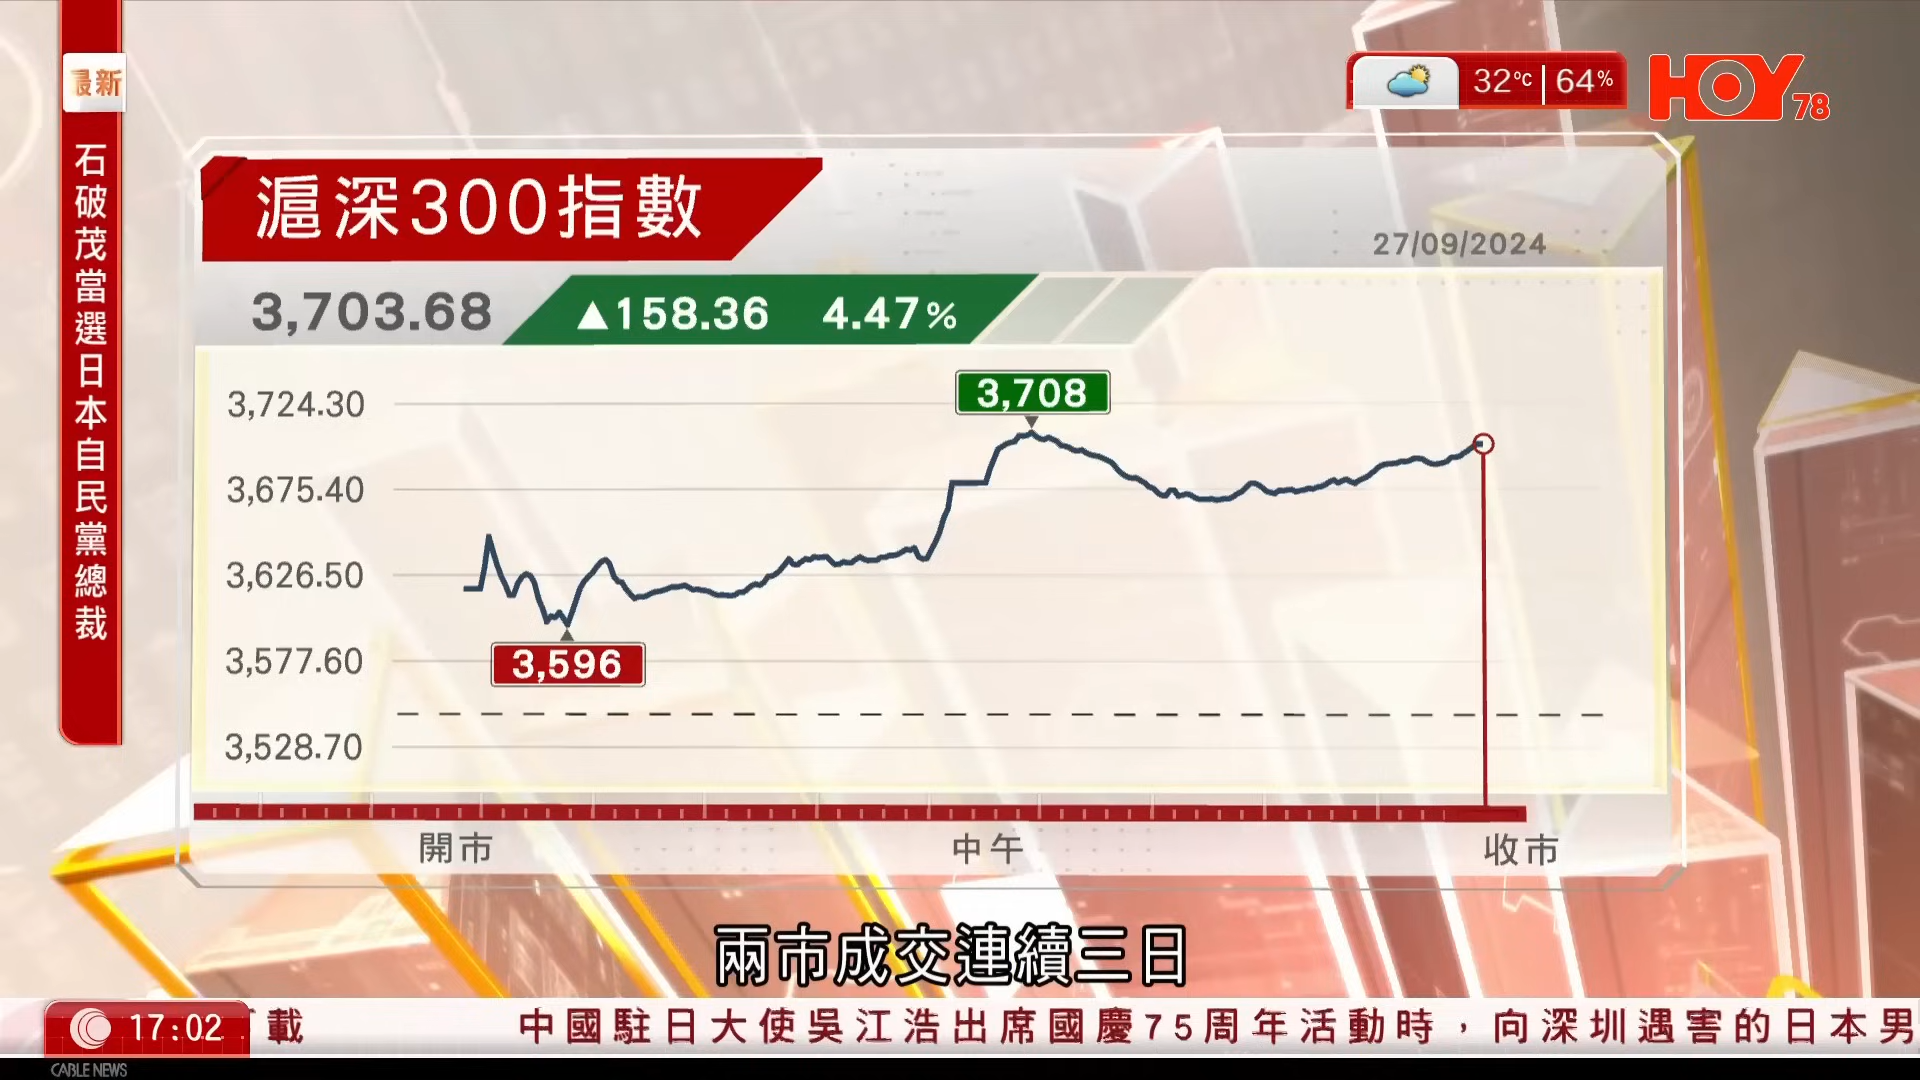 最新
石破茂當選日本自民黨總裁
32°C | 64%
HOY78
滬深300指數
27/09/2024
3,703.68
▲158.36 4.47%
3,724.30
3,708
3,675.40
3,626.50
3,596
3,577.60
3,528.70
開市 中午 收市
兩市成交連續三日
17:02
載 中國駐日大使吳江浩出席國慶75周年活動時，向深圳遇害的日本男
CABLE NEWS